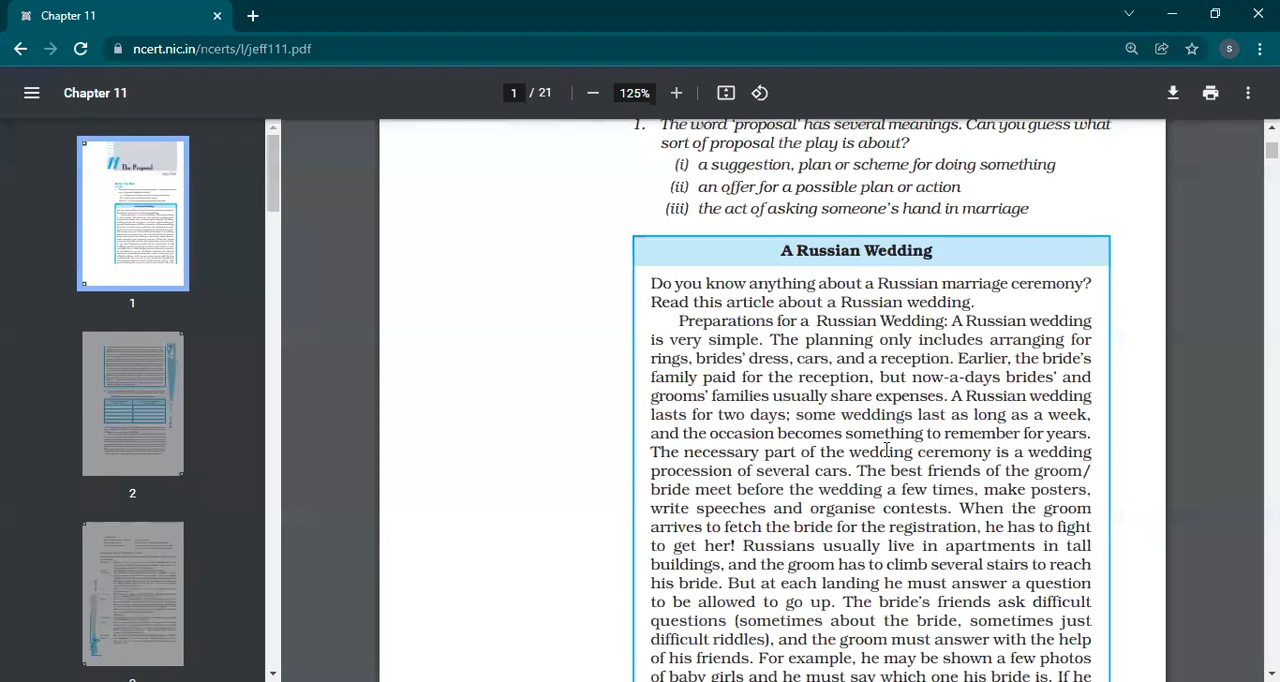 Chapter 11
ncert.nic.in/ncerts/l/jeff111.pdf
s
Chapter 11
1 / 21
125%
1. The word ‘proposal’ has several meanings. Can you guess what
sort of proposal the play is about?
(i) a suggestion, plan or scheme for doing something
(ii) an offer for a possible plan or action
(iii) the act of asking someone’s hand in marriage
A Russian Wedding
Do you know anything about a Russian marriage ceremony?
Read this article about a Russian wedding.
Preparations for a Russian Wedding: A Russian wedding
is very simple. The planning only includes arranging for
rings, brides’ dress, cars, and a reception. Earlier, the bride’s
family paid for the reception, but now-a-days brides’ and
grooms’ families usually share expenses. A Russian wedding
lasts for two days; some weddings last as long as a week,
and the occasion becomes something to remember for years.
The necessary part of the wedding ceremony is a wedding
procession of several cars. The best friends of the groom/
bride meet before the wedding a few times, make posters,
write speeches and organise contests. When the groom
arrives to fetch the bride for the registration, he has to fight
to get her! Russians usually live in apartments in tall
buildings, and the groom has to climb several stairs to reach
his bride. But at each landing he must answer a question
to be allowed to go up. The bride’s friends ask difficult
questions (sometimes about the bride, sometimes just
difficult riddles), and the groom must answer with the help
of his friends. For example, he may be shown a few photos
of baby girls and he must say which one his bride is. If he
11 The Proposal
1
2